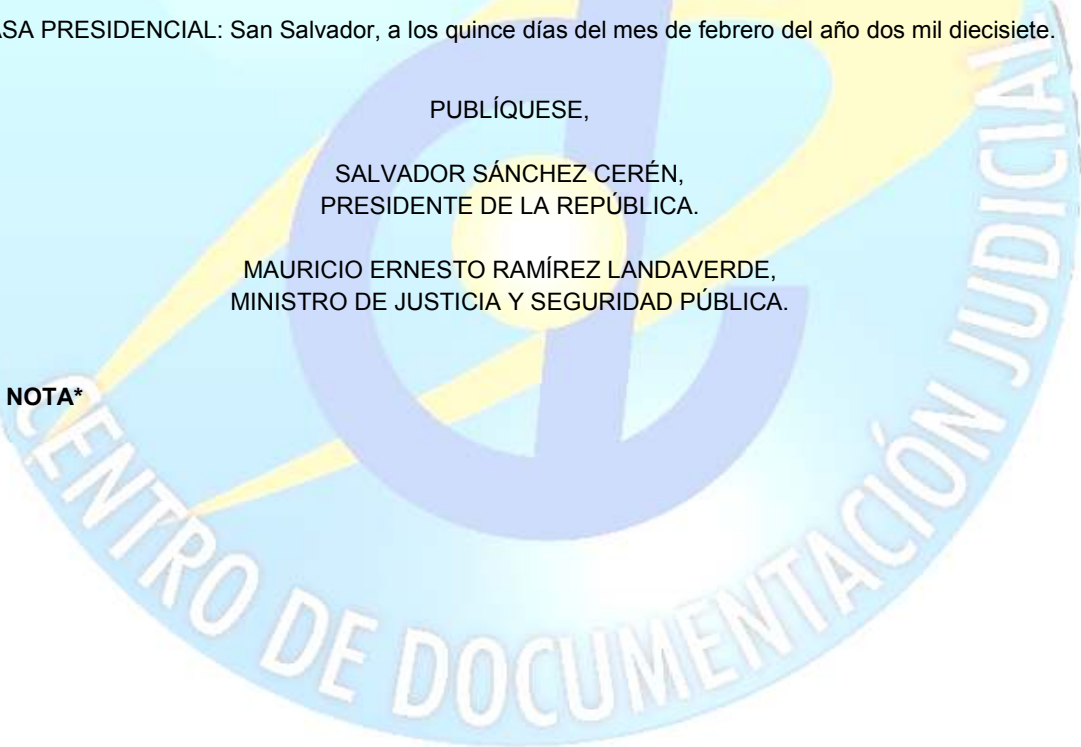 ASA PRESIDENCIAL: San Salvador, a los quince días del mes de febrero del año dos mil diecisiete.
PUBLÍQUESE,
SALVADOR SÁNCHEZ CERÉN,
PRESIDENTE DE LA REPÚBLICA.
MAURICIO ERNESTO RAMÍREZ LANDAVERDE,
MINISTRO DE JUSTICIA Y SEGURIDAD PÚBLICA.
NOTA*
CENTRO DE DOCUMENTACIÓN JUDICIAL